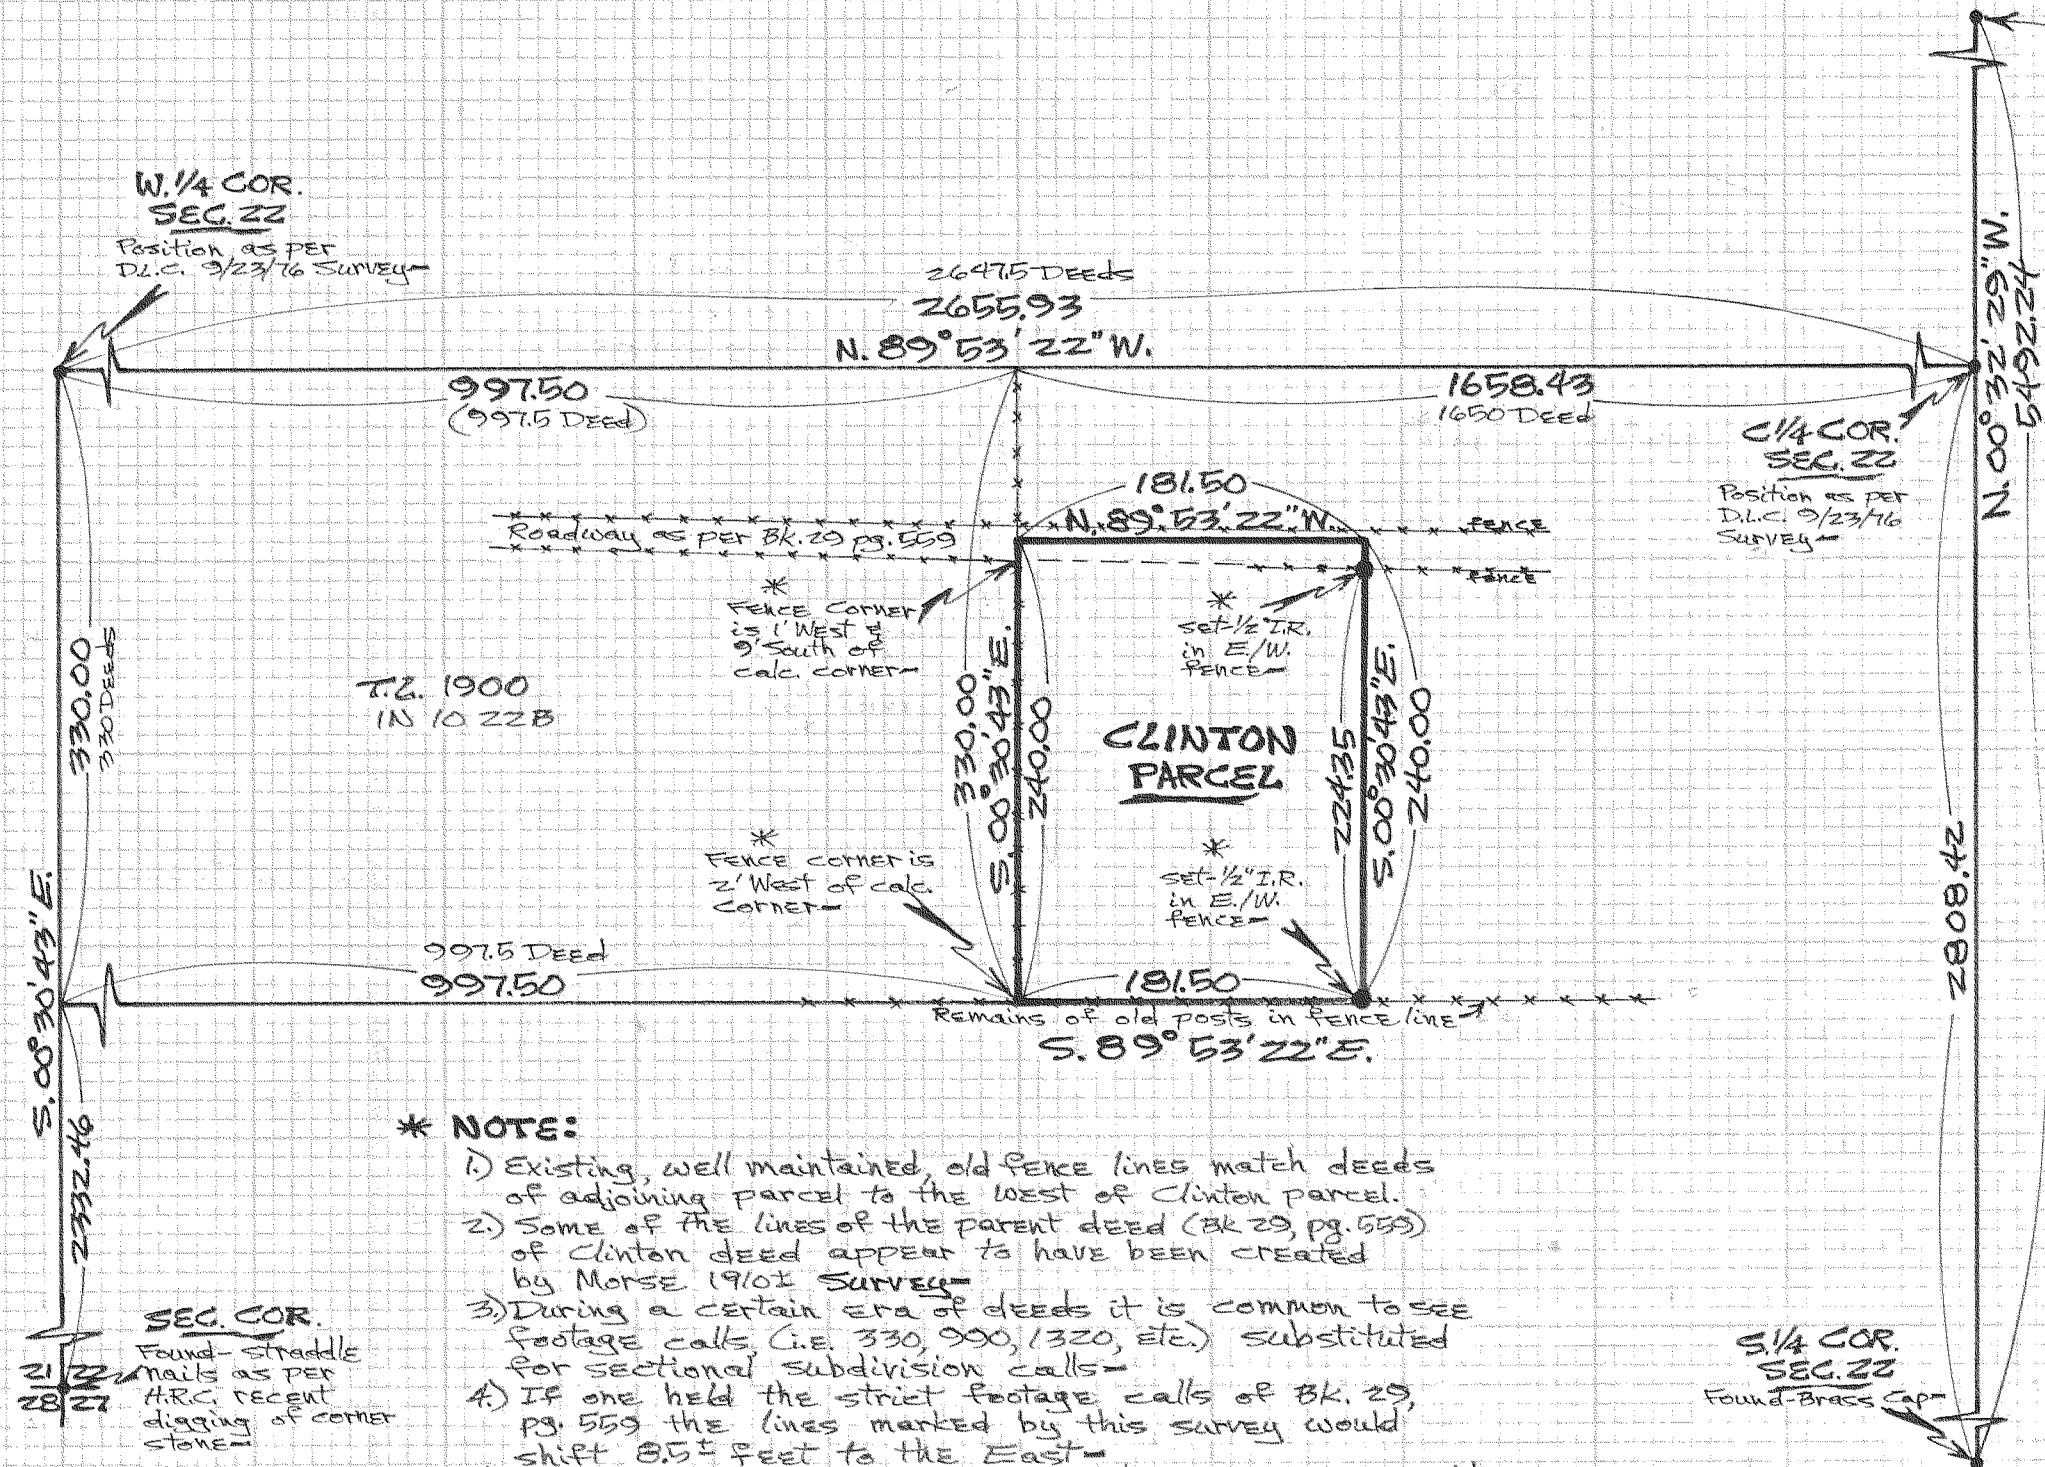 W. 1/4 COR.
SEC. 22
Position as per
D.L.C. 9/23/76 Survey-
2647.5 Deeds
2655.93
N. 89° 53' 22" W.
997.50
(997.5 Deed)
1658.43
1650 Deed
C 1/4 COR.
SEC. 22
Position as per
D.L.C. 9/23/76
Survey-
N. 00° 32' 29" W.
5492.24
181.50
N. 89° 53' 22" W.
fence
Roadway as per Bk. 29 pg. 559
fence
*
Fence Corner
is 1' West &
9' South of
calc. corner-
*
set-1/2" I.R.
in E./W.
fence-
330.00
330 Deeds
T.L. 1900
1N 10 22B
330.00
S. 00° 30' 43" E.
240.00
CLINTON
PARCEL
224.35
S. 00° 30' 43" E.
240.00
*
Fence corner is
2' West of calc.
corner-
*
set-1/2" I.R.
in E./W.
fence-
2808.42
S. 00° 30' 43" E.
997.5 Deed
997.50
181.50
Remains of old posts in fence line
S. 89° 53' 22" E.
2332.46
* NOTE:
1.) Existing, well maintained, old fence lines match deeds
of adjoining parcel to the west of Clinton parcel.
2.) Some of the lines of the parent deed (Bk 29, pg. 559)
of Clinton deed appear to have been created
by Morse 1910± Survey-
3.) During a certain era of deeds it is common to see
footage calls, (i.e. 330, 990, 1320, etc.) substituted
for sectional subdivision calls-
4.) If one held the strict footage calls of Bk. 29,
pg. 559 the lines marked by this survey would
shift 8.5± feet to the East-
SEC. COR.
Found-straddle
nails as per
H.R.C. recent
digging of corner
stone-
21 22
28 27
S. 1/4 COR.
SEC. 22
Found-Brass Cap-